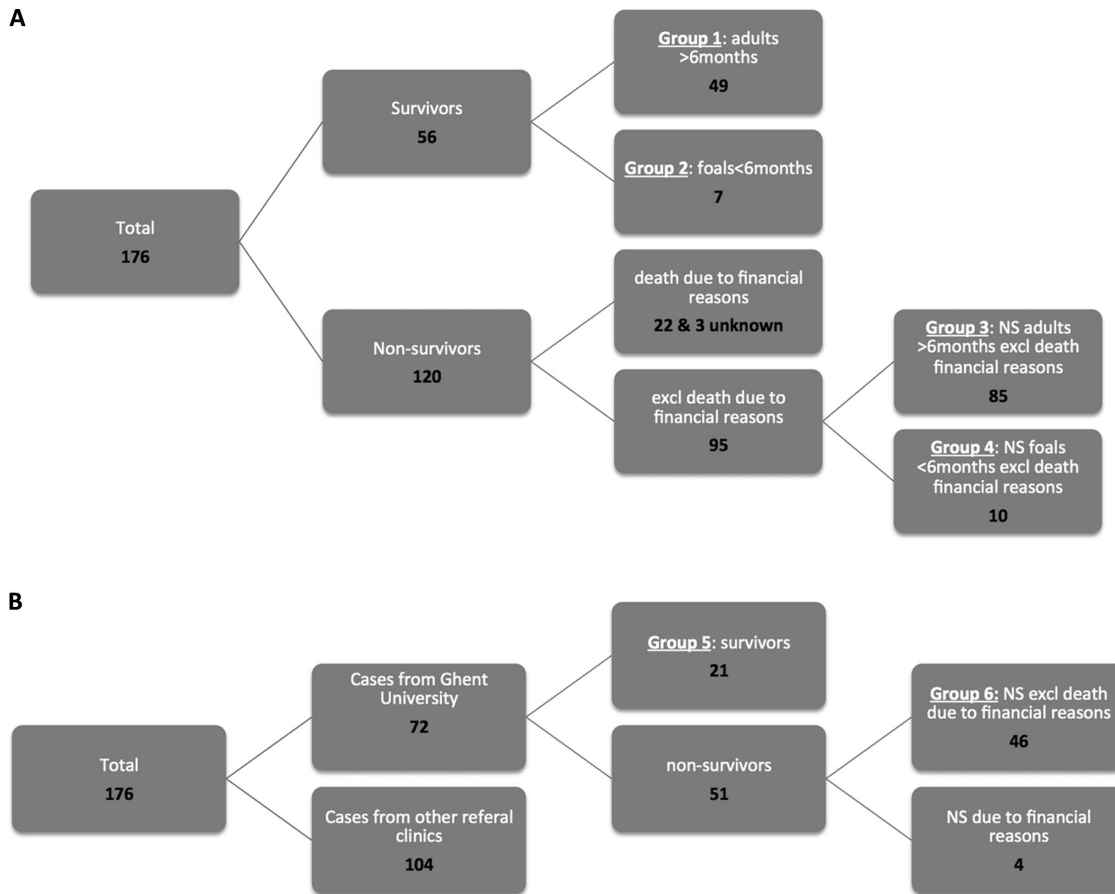 A
Group 1: adults
>6months
49
Survivors
56
Group 2: foals<6months
7
Total
176
death due to financial
reasons
22 & 3 unknown
Non-survivors
120
Group 3: NS adults
>6months excl death
financial reasons
85
excl death due to
financial reasons
95
Group 4: NS foals
<6months excl death
financial reasons
10
B
Group 5: survivors
21
Cases from Ghent
University
72
Group 6: NS excl death
due to financial reasons
46
Total
176
non-survivors
51
Cases from other referal
clinics
104
NS due to financial
reasons
4